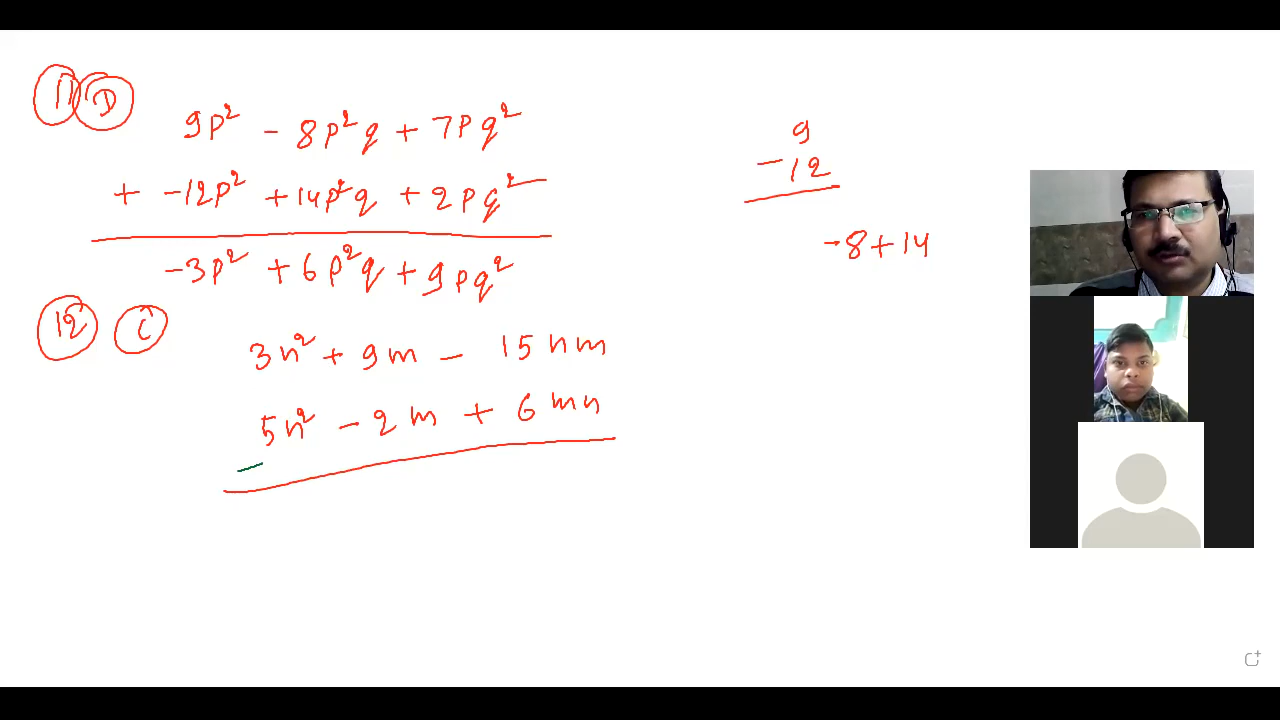 11 D
9p² - 8p²q + 7pq²
+ -12p² + 14p²q + 2pq²
-3p² + 6p²q + 9pq²
9
-12
-8+14
12 C
3n² + 9m - 15nm
5n² - 2m + 6mn
-